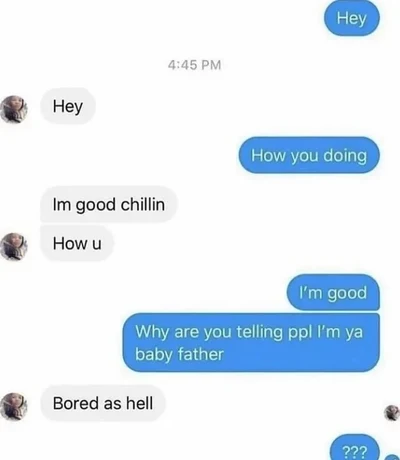 Hey
4:45 PM
Hey
How you doing
Im good chillin
How u
I'm good
Why are you telling ppl I'm ya
baby father
Bored as hell
???